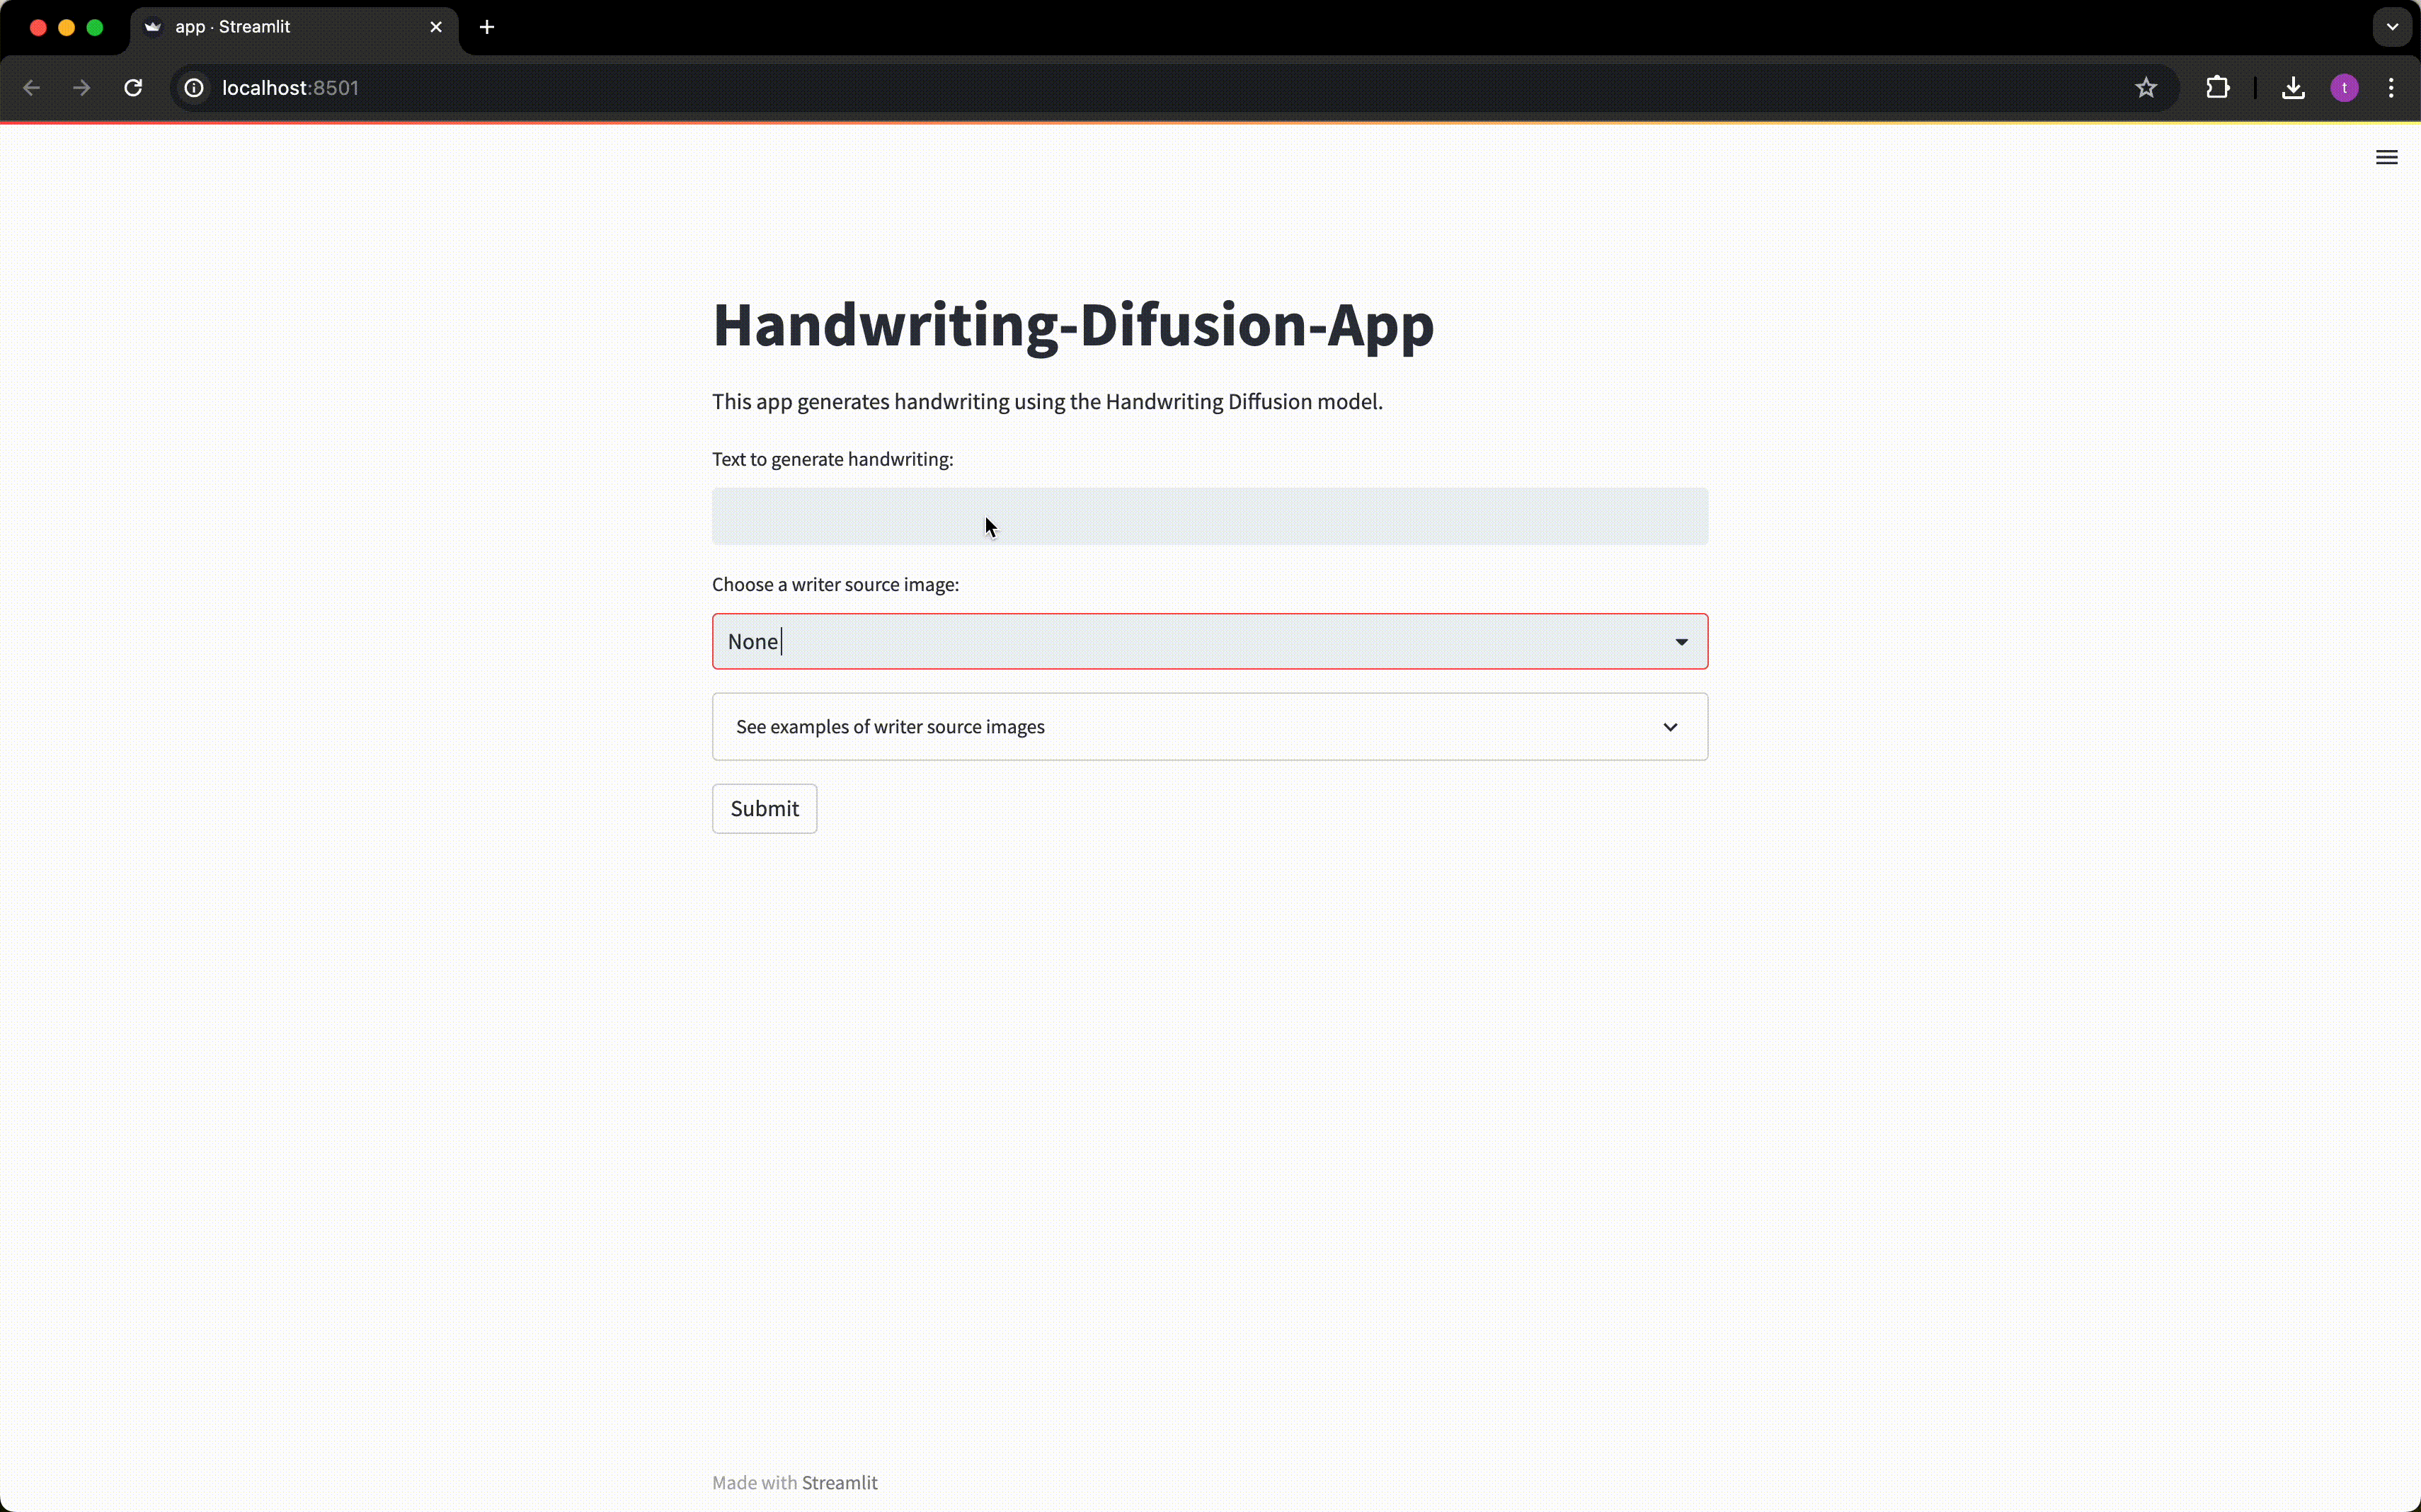 app · Streamlit
localhost:8501
t
Handwriting-Difusion-App
This app generates handwriting using the Handwriting Diffusion model.
Text to generate handwriting:
Choose a writer source image:
None
See examples of writer source images
Submit
Made with Streamlit